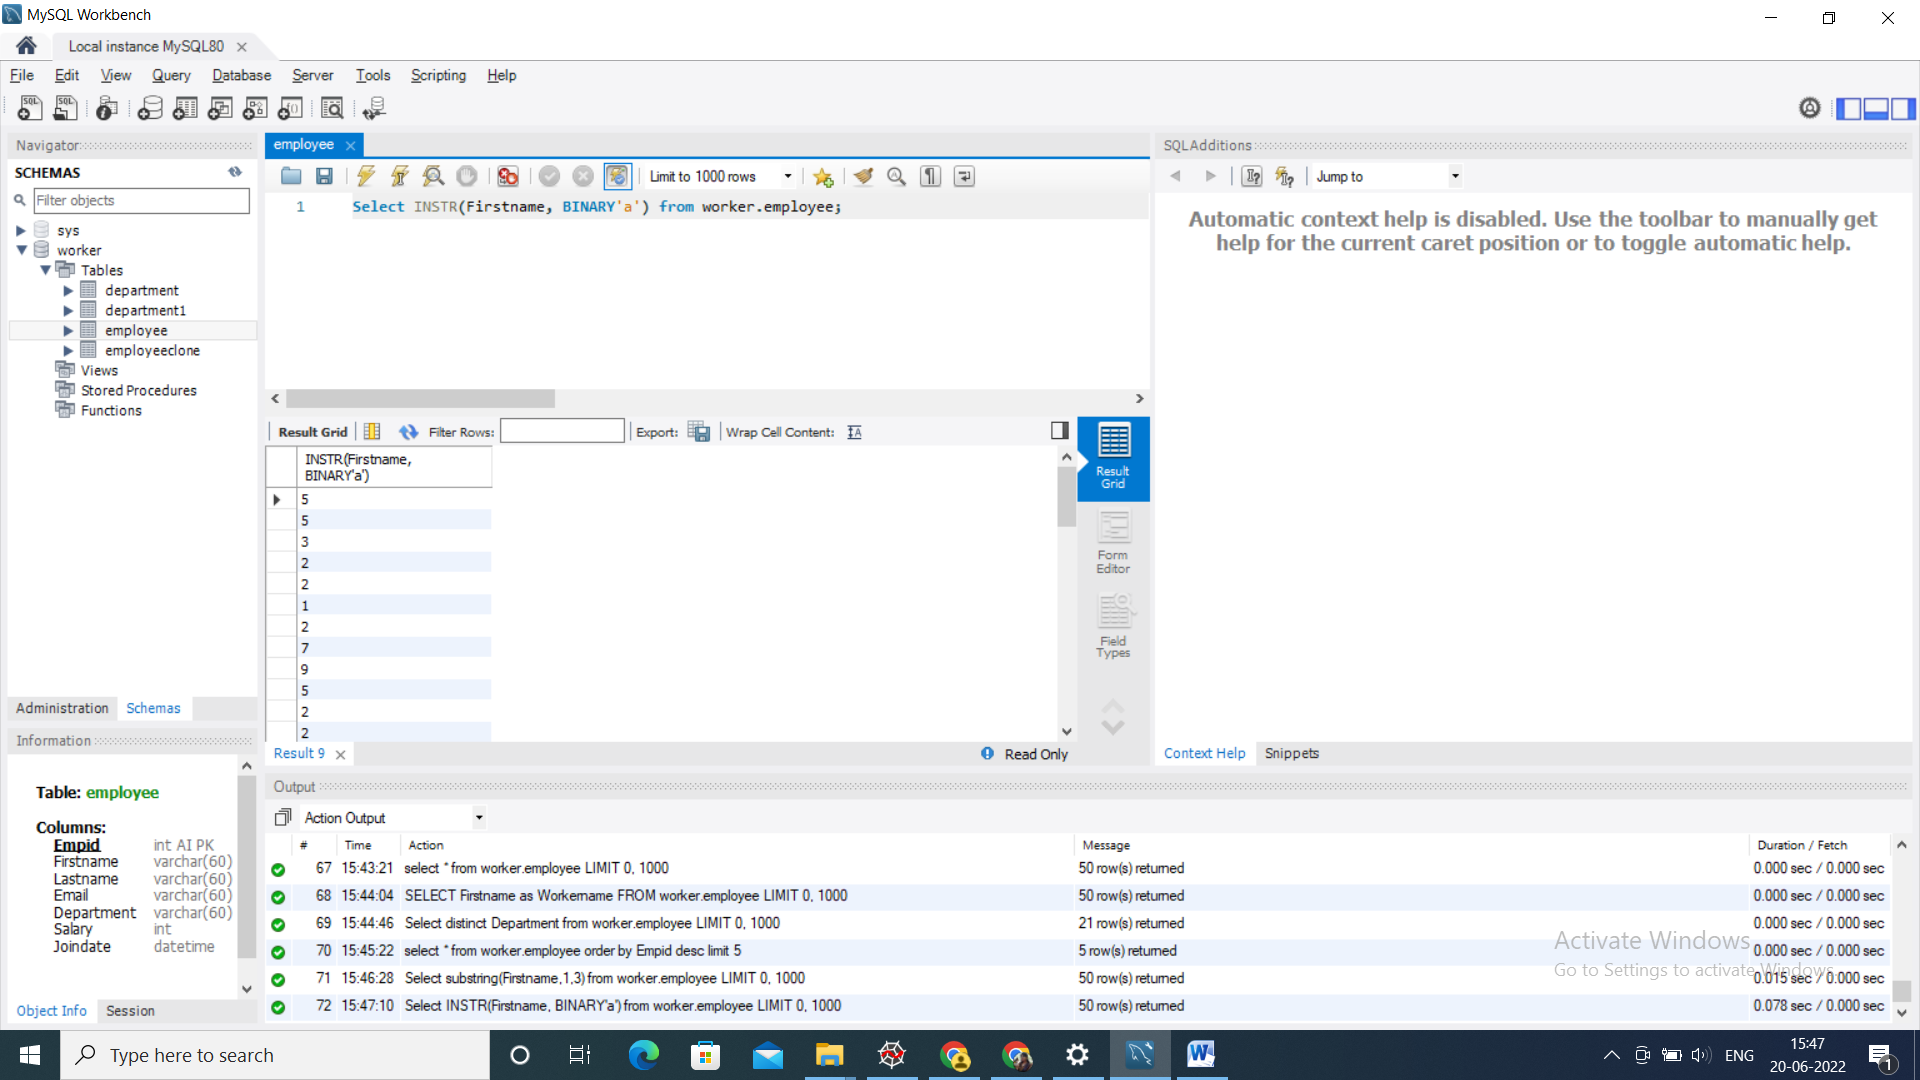 MySQL Workbench
Local instance MySQL80
File Edit View Query Database Server Tools Scripting Help
Navigator
SCHEMAS
Filter objects
sys
worker
Tables
department
department1
employee
employeeclone
Views
Stored Procedures
Functions
Administration Schemas
Information
Table: employee
Columns:
Empid int AI PK
Firstname varchar(60)
Lastname varchar(60)
Email varchar(60)
Department varchar(60)
Salary int
Joindate datetime
Object Info Session
employee
Limit to 1000 rows
1 Select INSTR(Firstname, BINARY'a') from worker.employee;
Result Grid Filter Rows: Export: Wrap Cell Content:
INSTR(Firstname,
BINARY'a')
5
5
3
2
2
1
2
7
9
5
2
2
Result
Grid
Form
Editor
Field
Types
Result 9
Read Only
SQLAdditions
Jump to
Automatic context help is disabled. Use the toolbar to manually get
help for the current caret position or to toggle automatic help.
Context Help Snippets
Output
Action Output
# Time Action Message Duration / Fetch
67 15:43:21 select * from worker.employee LIMIT 0, 1000 50 row(s) returned 0.000 sec / 0.000 sec
68 15:44:04 SELECT Firstname as Workername FROM worker.employee LIMIT 0, 1000 50 row(s) returned 0.000 sec / 0.000 sec
69 15:44:46 Select distinct Department from worker.employee LIMIT 0, 1000 21 row(s) returned 0.000 sec / 0.000 sec
70 15:45:22 select * from worker.employee order by Empid desc limit 5 5 row(s) returned 0.000 sec / 0.000 sec
71 15:46:28 Select substring(Firstname,1,3) from worker.employee LIMIT 0, 1000 50 row(s) returned 0.015 sec / 0.000 sec
72 15:47:10 Select INSTR(Firstname, BINARY'a') from worker.employee LIMIT 0, 1000 50 row(s) returned 0.078 sec / 0.000 sec
Activate Windows
Go to Settings to activate Windows.
Type here to search
ENG
15:47
20-06-2022
1